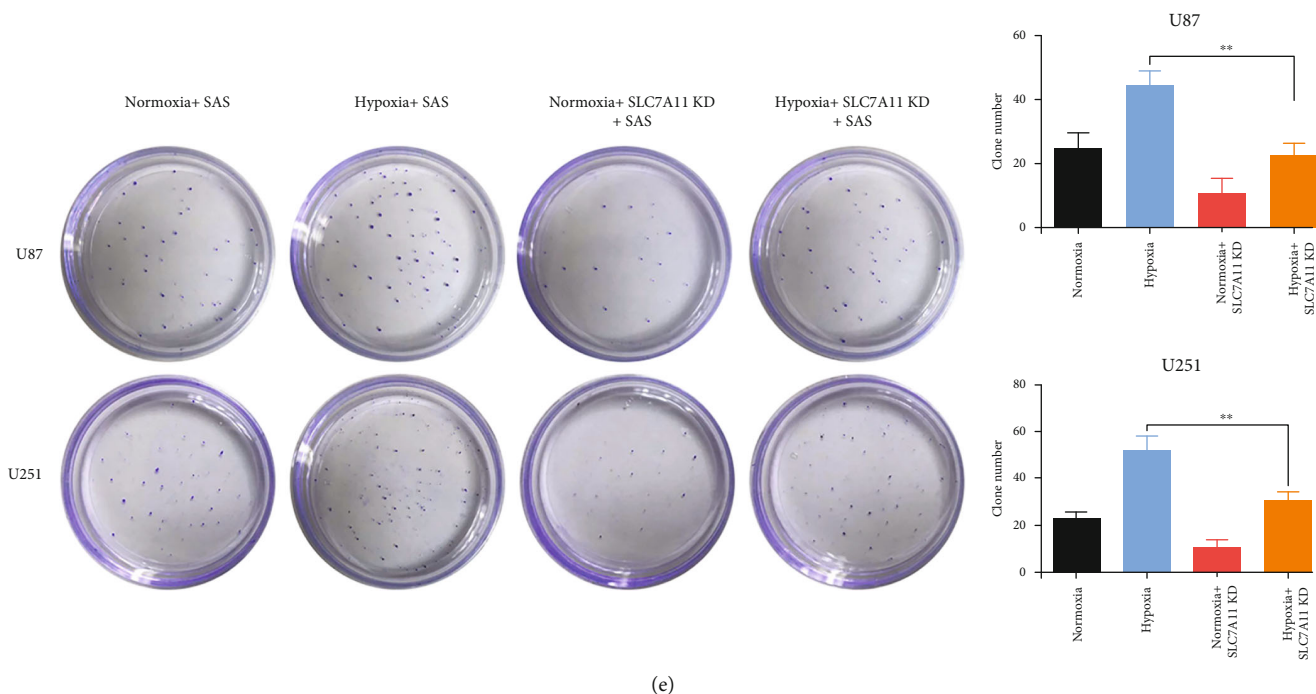 Normoxia+ SAS
Hypoxia+ SAS
Normoxia+ SLC7A11 KD
+ SAS
Hypoxia+ SLC7A11 KD
+ SAS
U87
U251
U87
Clone number
60
40
20
0
**
Normoxia
Hypoxia
Normoxia+
SLC7A11 KD
Hypoxia+
SLC7A11 KD
U251
Clone number
80
60
40
20
0
**
Normoxia
Hypoxia
Normoxia+
SLC7A11 KD
Hypoxia+
SLC7A11 KD
(e)